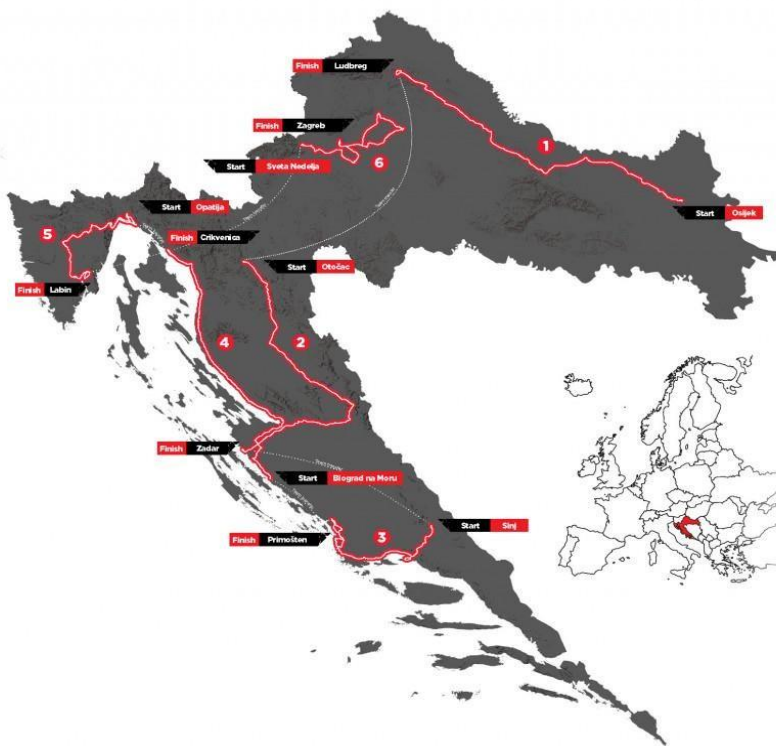 Finish Ludbreg
Finish Zagreb
1
Start Sveta Nedelja
6
Start Opatija
Start Osijek
5
Finish Crikvenica
Start Otočac
Finish Labin
4
2
Finish Zadar
Start Biograd na Moru
Start Sinj
Finish Primošten
3